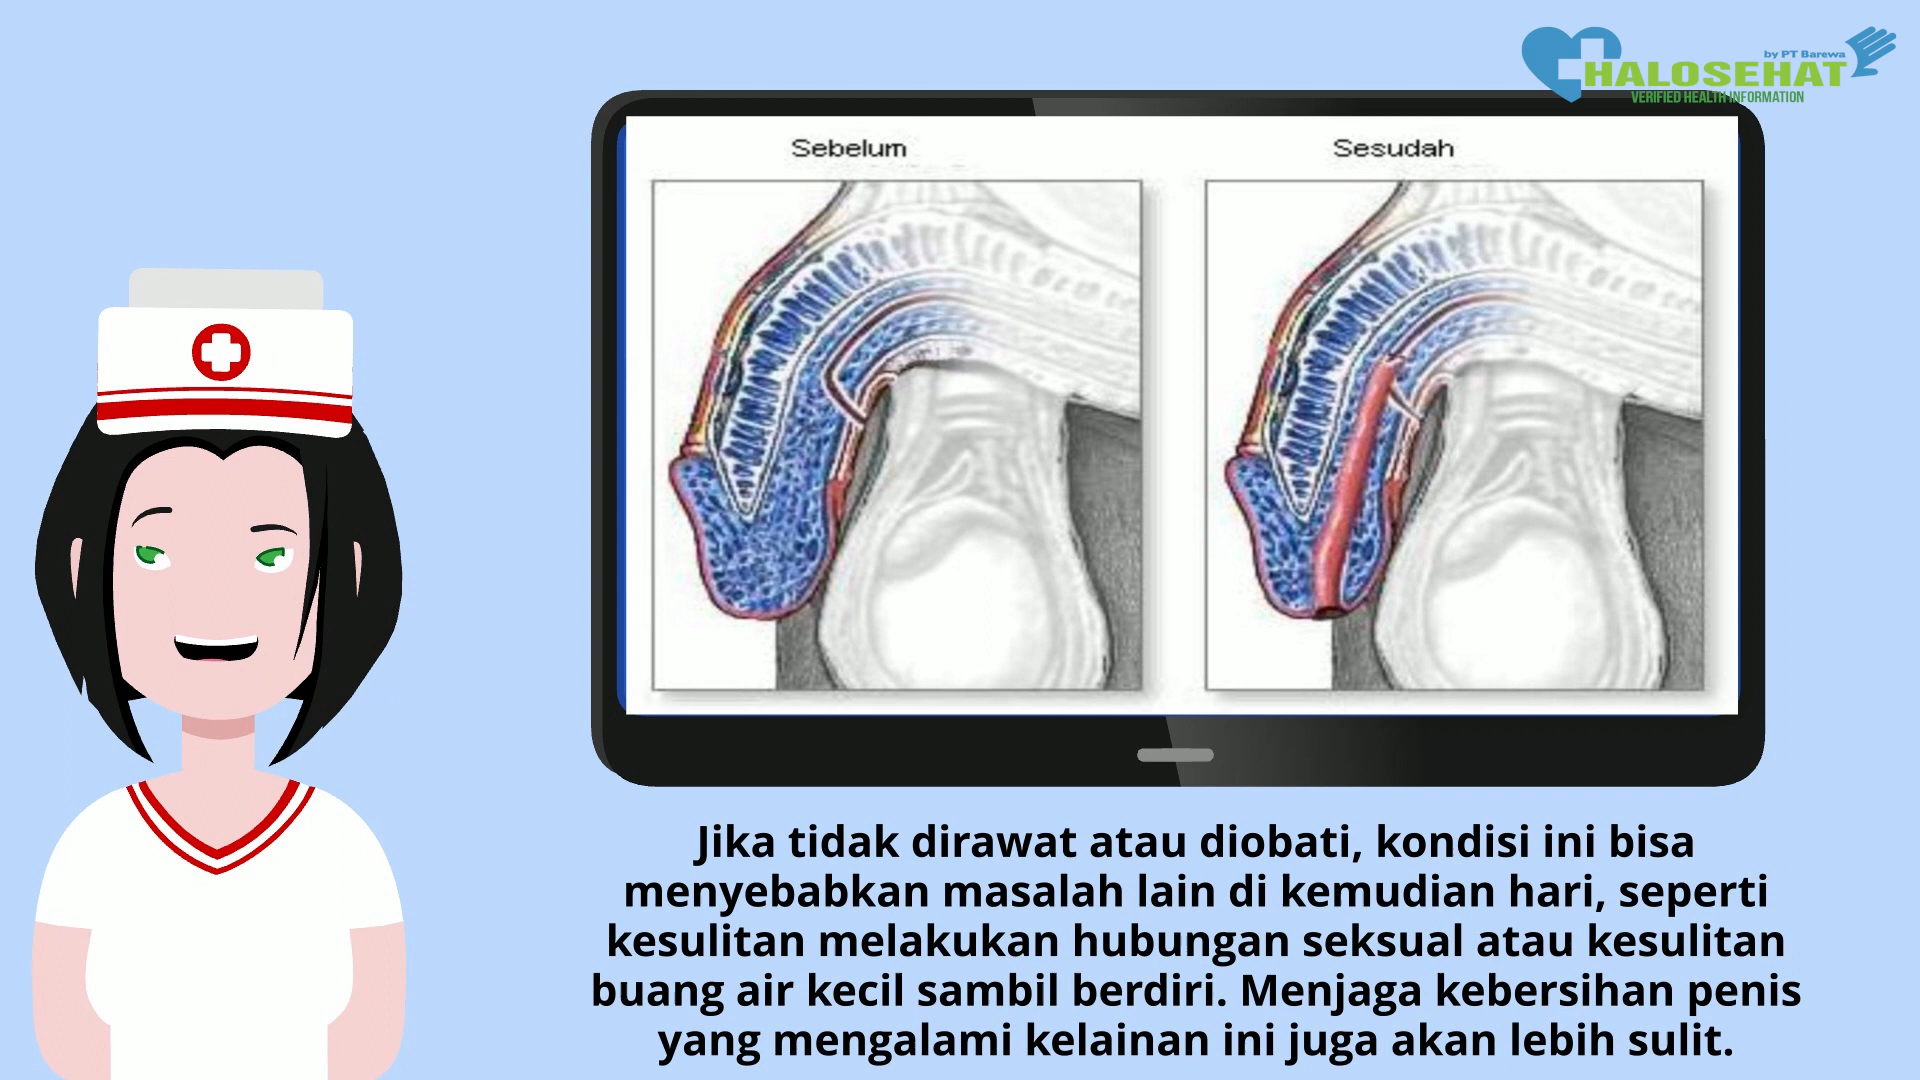 by PT Barewa
HALOSEHAT
VERIFIED HEALTH INFORMATION
Sebelum
Sesudah
Jika tidak dirawat atau diobati, kondisi ini bisa
menyebabkan masalah lain di kemudian hari, seperti
kesulitan melakukan hubungan seksual atau kesulitan
buang air kecil sambil berdiri. Menjaga kebersihan penis
yang mengalami kelainan ini juga akan lebih sulit.